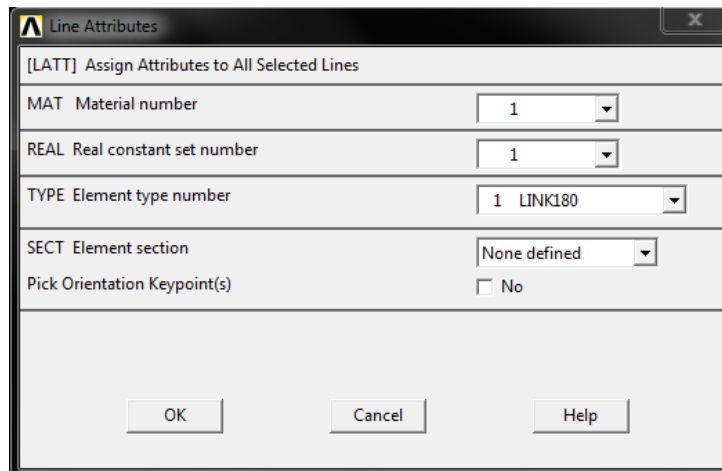 Line Attributes
[LATT] Assign Attributes to All Selected Lines
MAT Material number 1
REAL Real constant set number 1
TYPE Element type number 1 LINK180
SECT Element section None defined
Pick Orientation Keypoint(s) No
OK Cancel Help